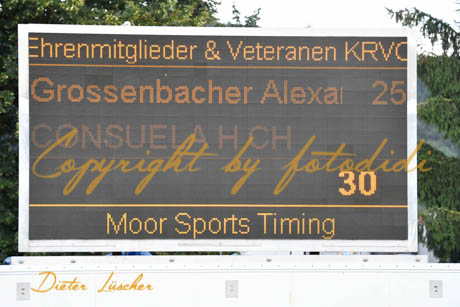 Ehrenmitglieder & Veteranen KRVO
Grossenbacher Alexa 25
CONSUELA H CH
Copyright by fotodidi
30
Moor Sports Timing
Dieter Lüscher